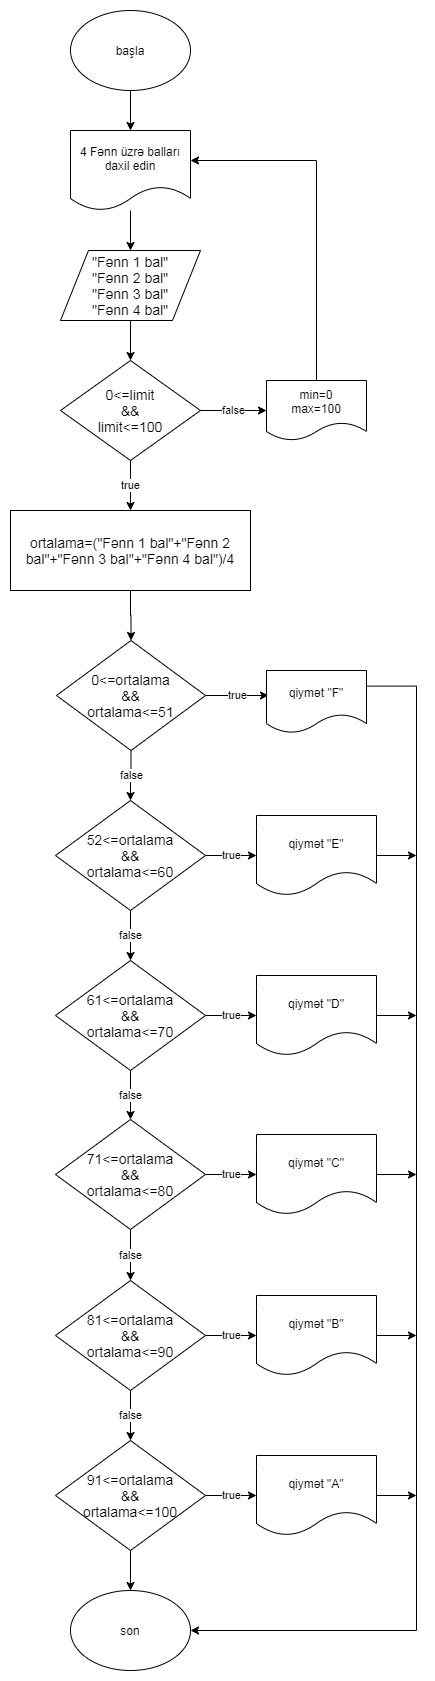 başla
4 Fənn üzrə balları
daxil edin
"Fənn 1 bal"
"Fənn 2 bal"
"Fənn 3 bal"
"Fənn 4 bal"
0<=limit
&&
limit<=100
false
min=0
max=100
true
ortalama=("Fənn 1 bal"+"Fənn 2
bal"+"Fənn 3 bal"+"Fənn 4 bal")/4
0<=ortalama
&&
ortalama<=51
true
qiymət "F"
false
52<=ortalama
&&
ortalama<=60
true
qiymət "E"
false
61<=ortalama
&&
ortalama<=70
true
qiymət "D"
false
71<=ortalama
&&
ortalama<=80
true
qiymət "C"
false
81<=ortalama
&&
ortalama<=90
true
qiymət "B"
false
91<=ortalama
&&
ortalama<=100
true
qiymət "A"
son